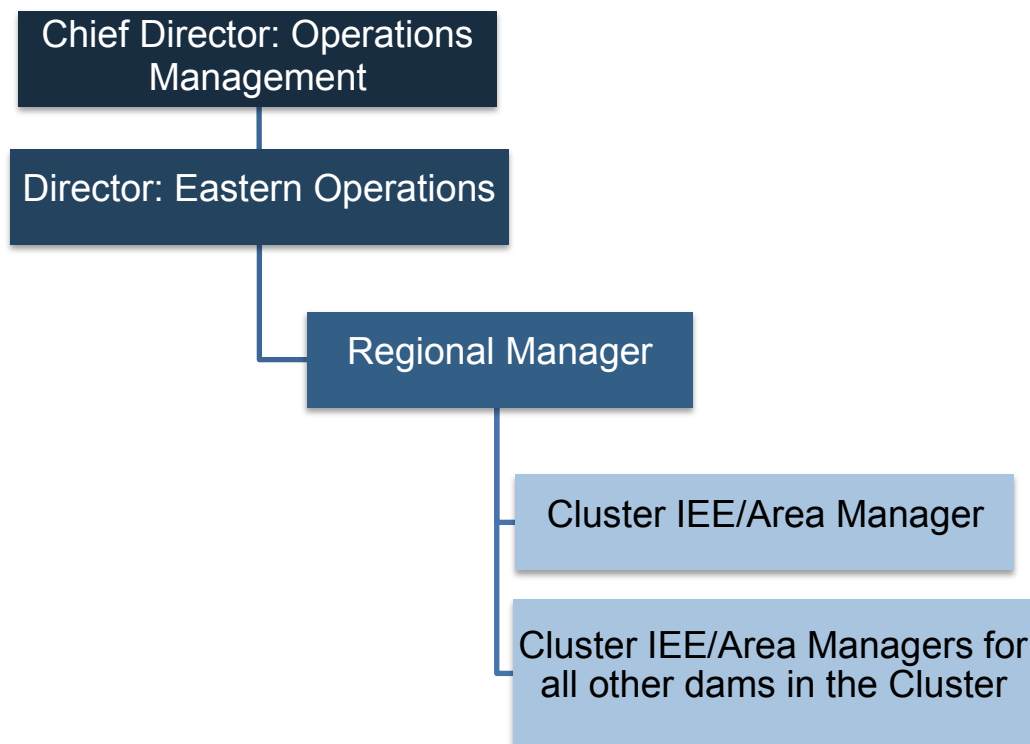 Chief Director: Operations
Management
Director: Eastern Operations
Regional Manager
Cluster IEE/Area Manager
Cluster IEE/Area Managers for
all other dams in the Cluster